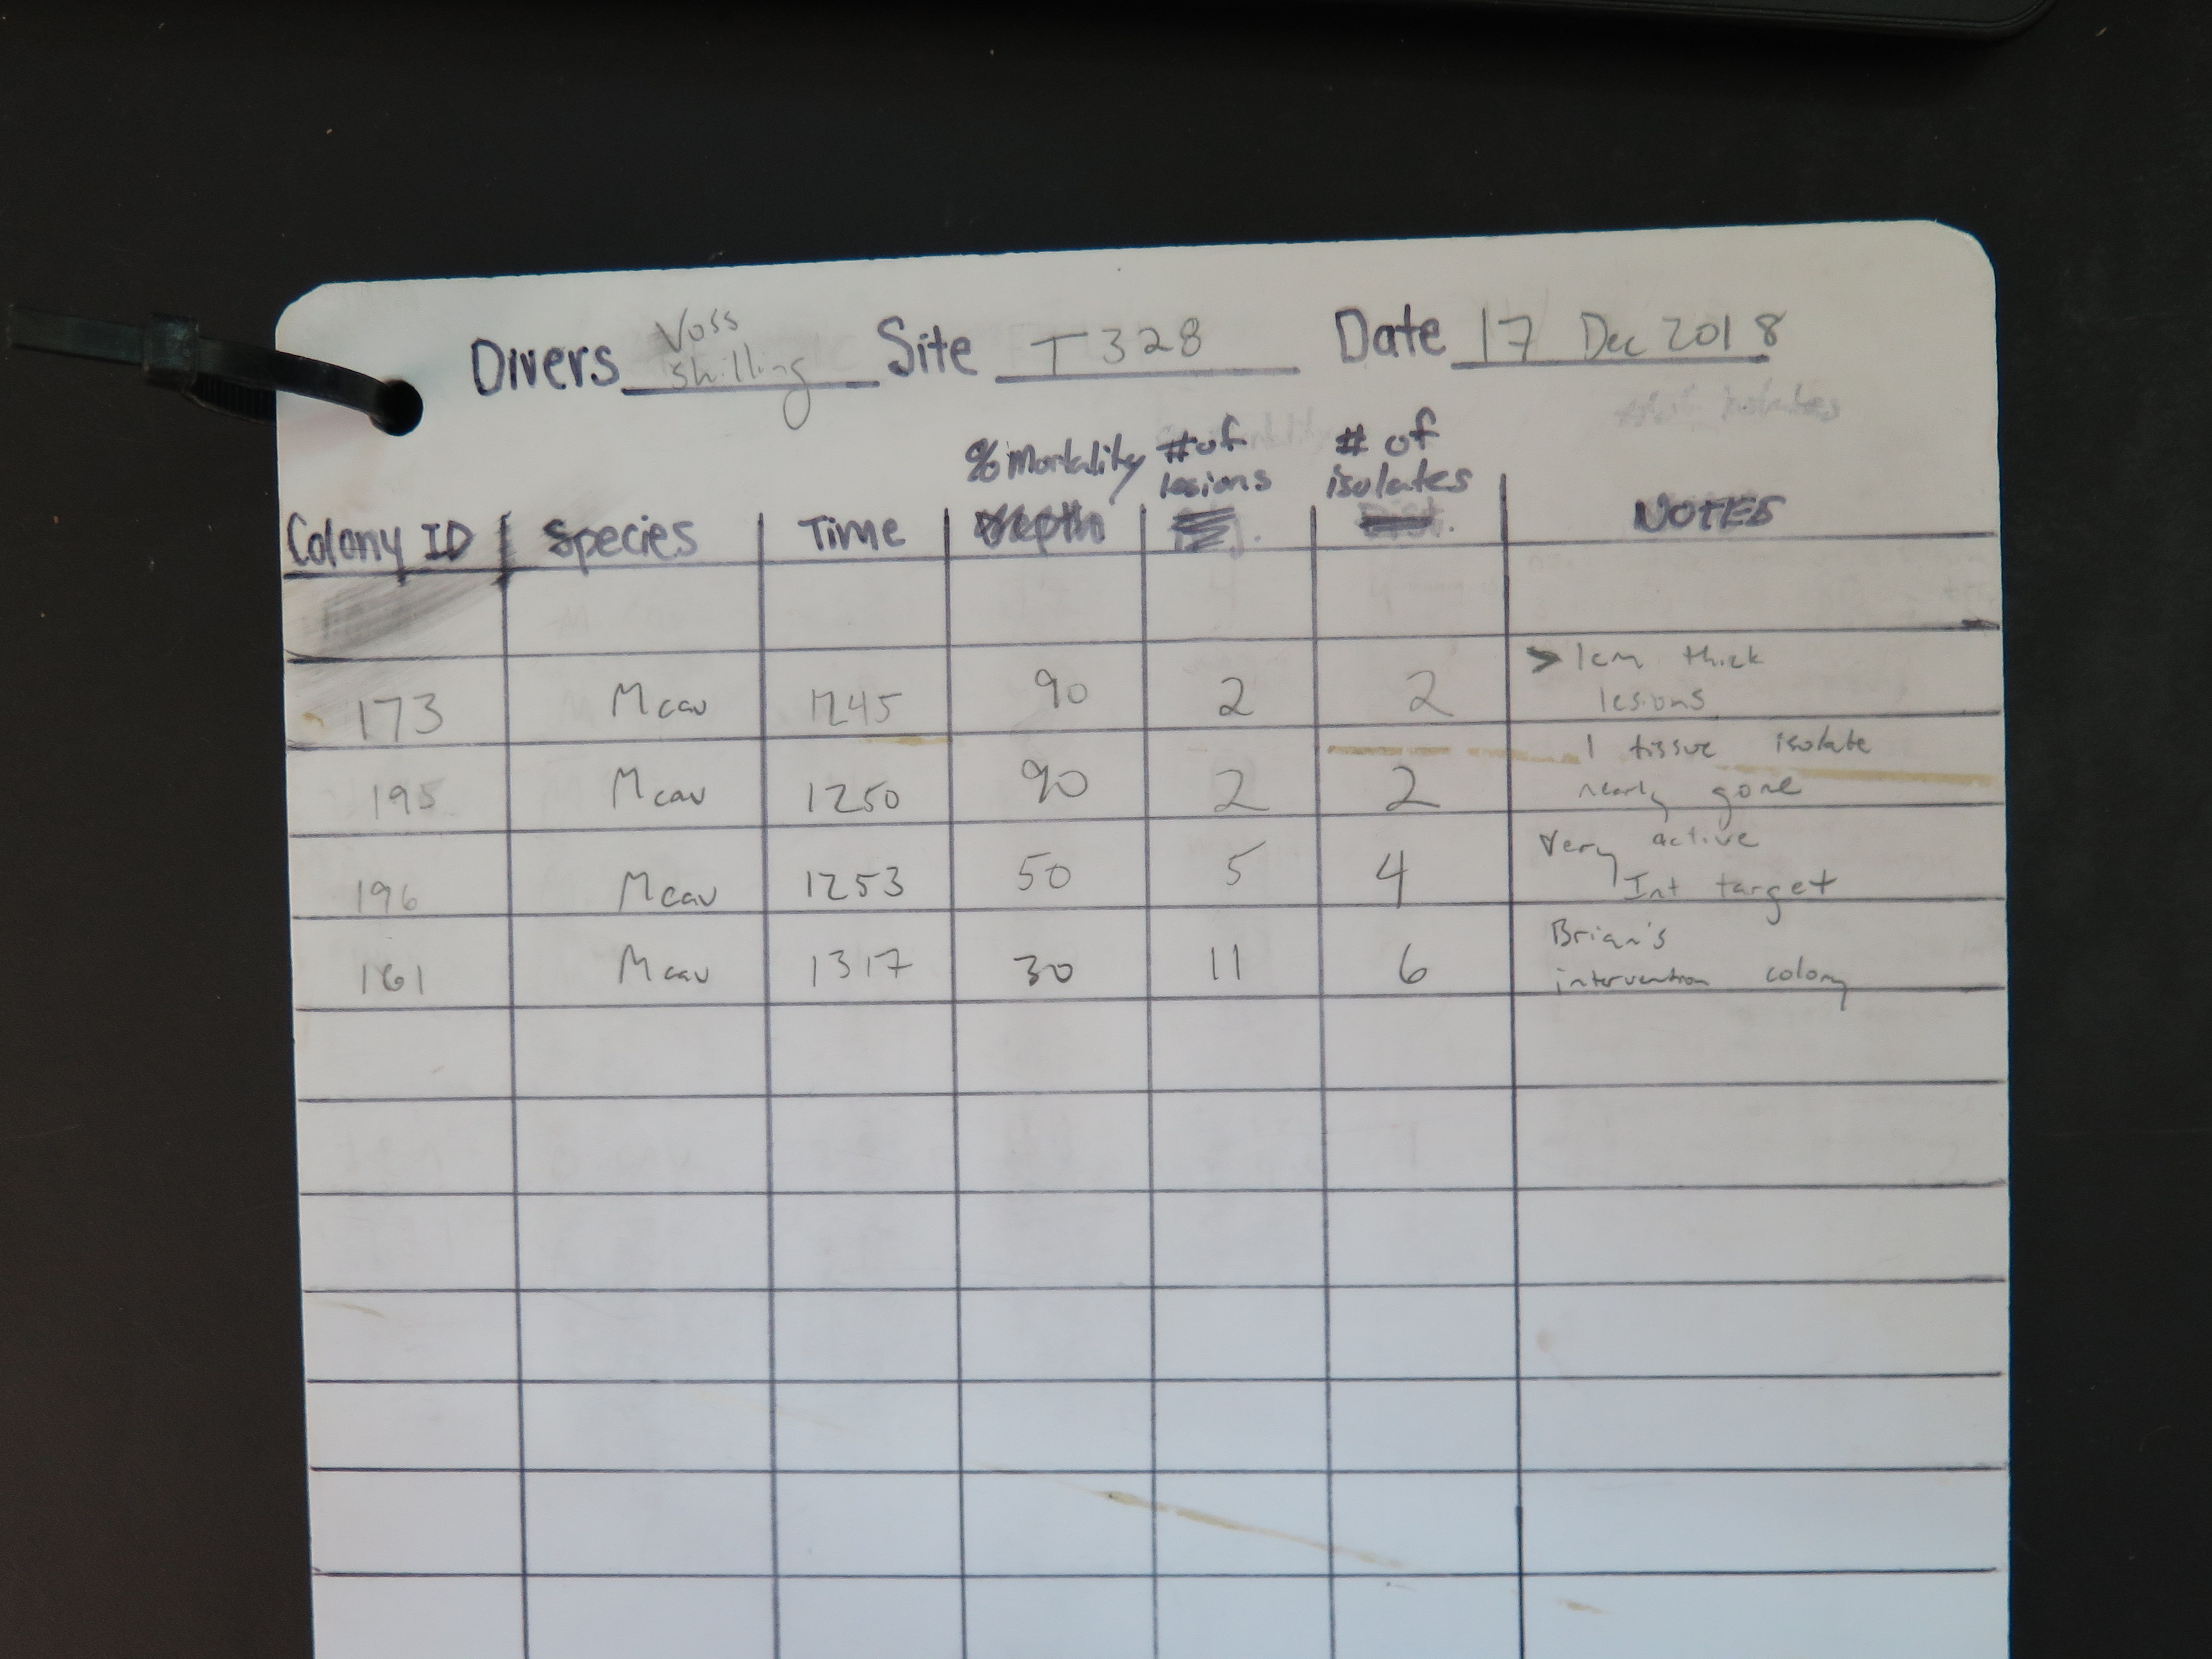 Divers Voss Shilling Site T328 Date 17 Dec 2018
% Mortality # of lesions # of isolates
Colony ID Species Time NOTES
173 Mcav 1245 90 2 2 > 1cm thick lesions
195 Mcav 1250 90 2 2 1 tissue isolate nearly gone
196 Mcav 1253 50 5 4 Very active Int target
161 Mcav 1317 30 11 6 Brian's intervention colony